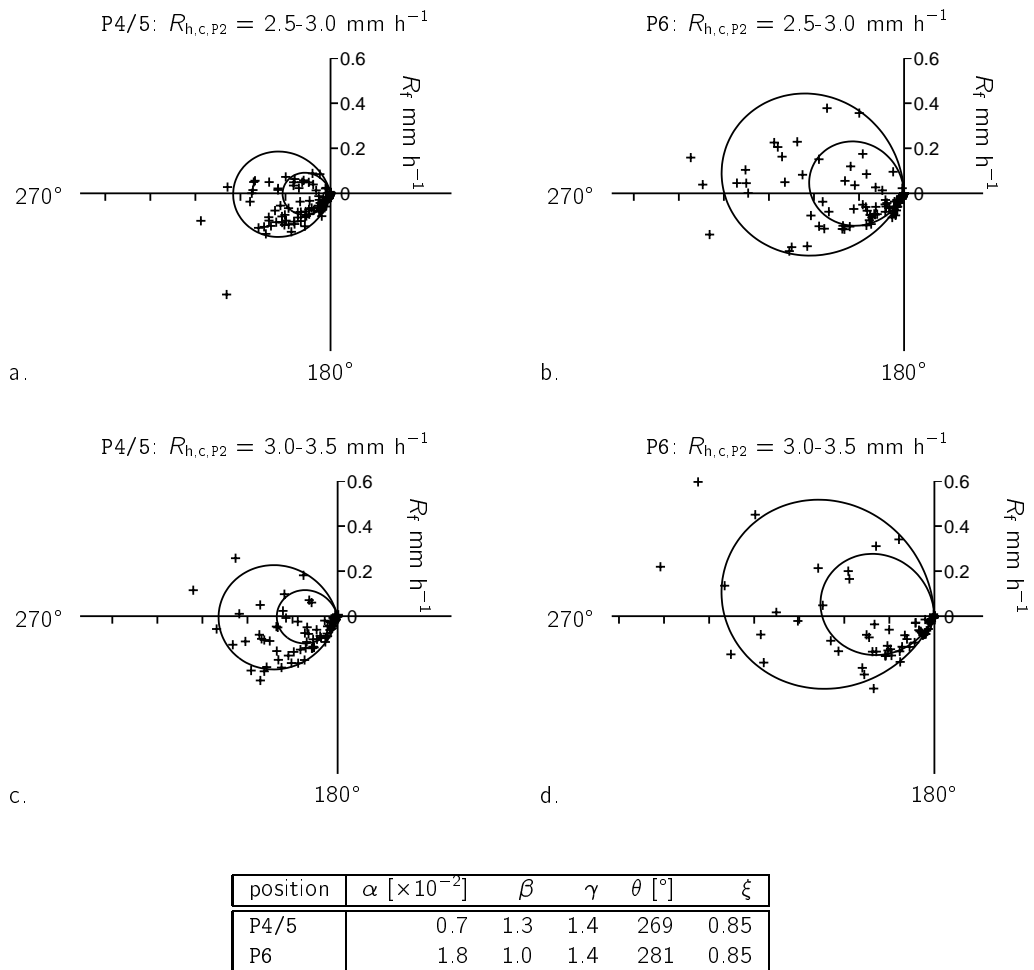 P4/5: R_h,c,P2 = 2.5-3.0 mm h⁻¹
0.6
0.4
0.2
0
R_f mm h⁻¹
270°
180°
a.
P6: R_h,c,P2 = 2.5-3.0 mm h⁻¹
0.6
0.4
0.2
0
R_f mm h⁻¹
270°
180°
b.
P4/5: R_h,c,P2 = 3.0-3.5 mm h⁻¹
0.6
0.4
0.2
0
R_f mm h⁻¹
270°
180°
c.
P6: R_h,c,P2 = 3.0-3.5 mm h⁻¹
0.6
0.4
0.2
0
R_f mm h⁻¹
270°
180°
d.
position α [×10⁻²] β γ θ [°] ξ
P4/5 0.7 1.3 1.4 269 0.85
P6 1.8 1.0 1.4 281 0.85